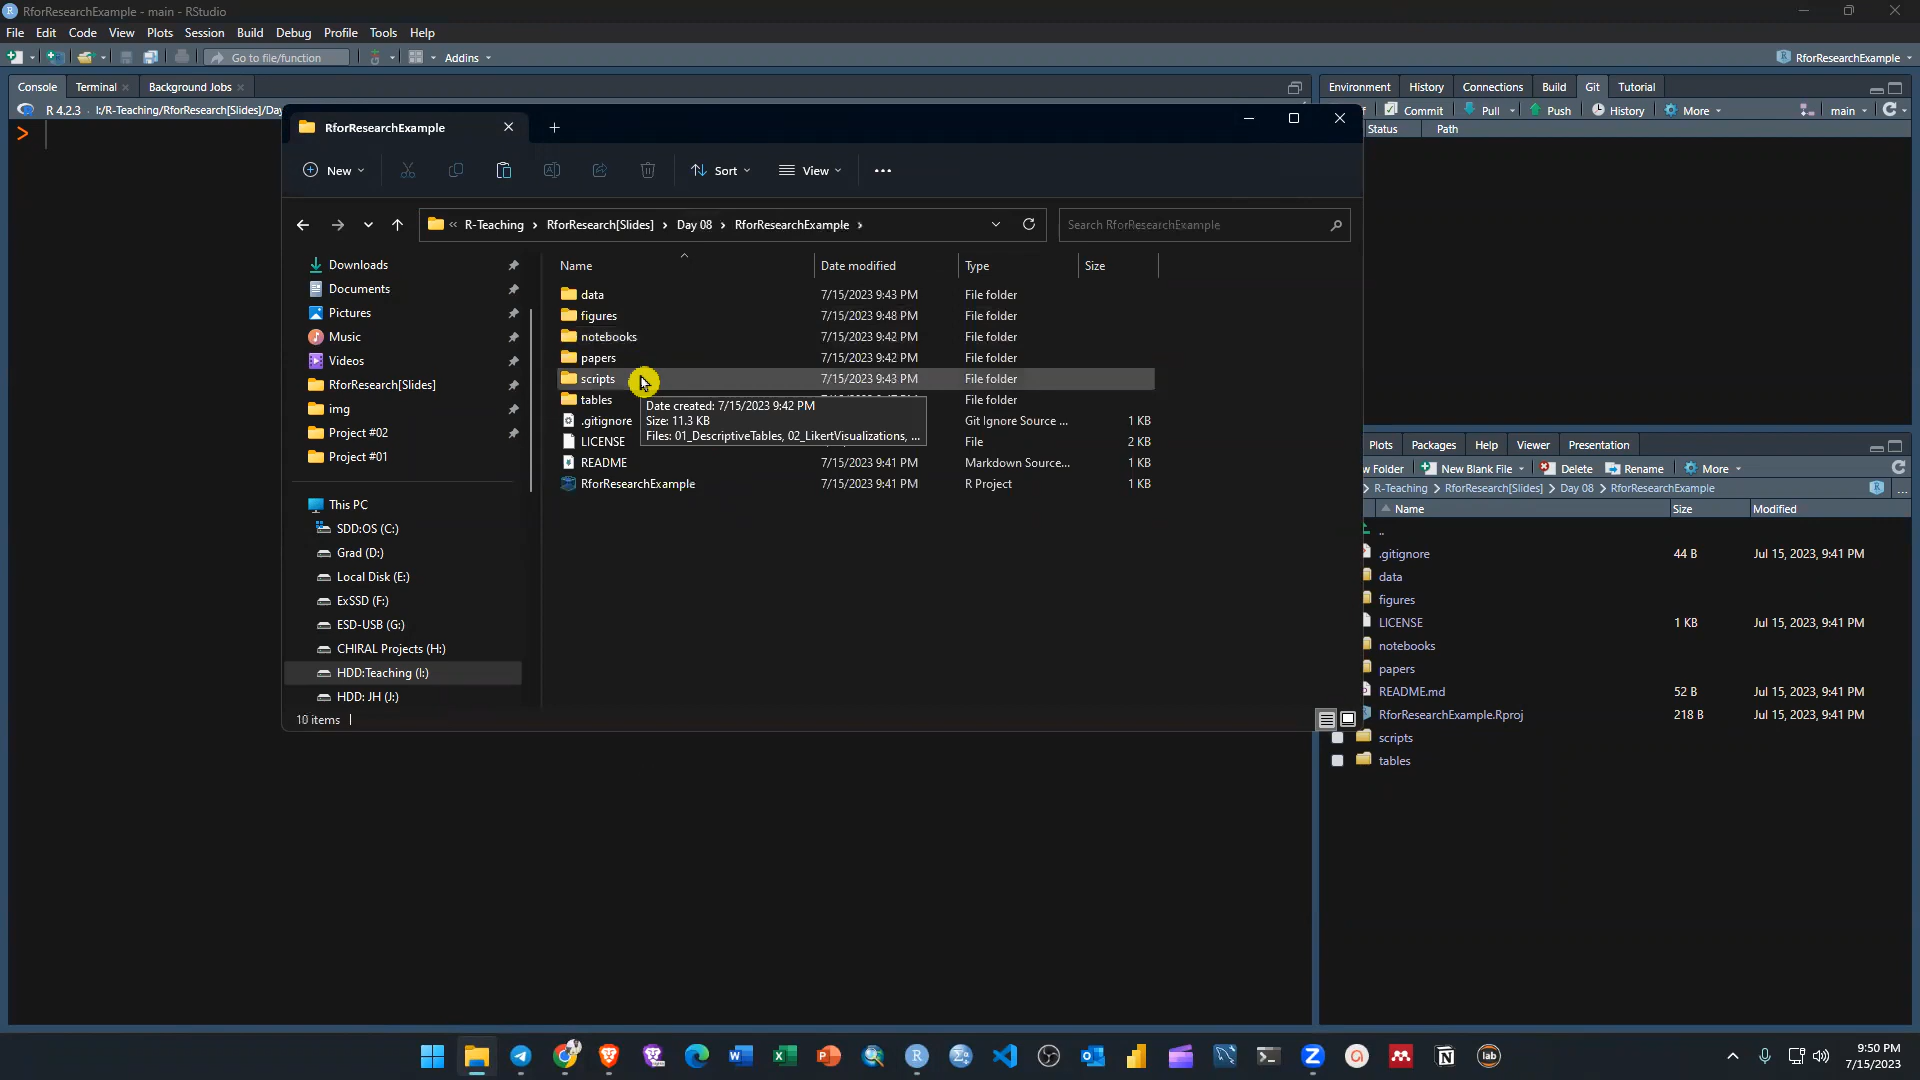 RforResearchExample - main - RStudio
File Edit Code View Plots Session Build Debug Profile Tools Help
Go to file/function Addins RforResearchExample
Console Terminal Background Jobs
R 4.2.3 · I:/R-Teaching/RforResearch[Slides]/Day
>
RforResearchExample
New Sort View
R-Teaching RforResearch[Slides] Day 08 RforResearchExample
Search RforResearchExample
Downloads
Documents
Pictures
Music
Videos
RforResearch[Slides]
img
Project #02
Project #01
This PC
SDD:OS (C:)
Grad (D:)
Local Disk (E:)
ExSSD (F:)
ESD-USB (G:)
CHIRAL Projects (H:)
HDD:Teaching (I:)
HDD: JH (J:)
Name Date modified Type Size
data 7/15/2023 9:43 PM File folder
figures 7/15/2023 9:48 PM File folder
notebooks 7/15/2023 9:42 PM File folder
papers 7/15/2023 9:42 PM File folder
scripts 7/15/2023 9:43 PM File folder
tables File folder
.gitignore Git Ignore Source ... 1 KB
LICENSE File 2 KB
README 7/15/2023 9:41 PM Markdown Source... 1 KB
RforResearchExample 7/15/2023 9:41 PM R Project 1 KB
Date created: 7/15/2023 9:42 PM
Size: 11.3 KB
Files: 01_DescriptiveTables, 02_LikertVisualizations, ...
10 items
Environment History Connections Build Git Tutorial
Commit Pull Push History More main
Status Path
Plots Packages Help Viewer Presentation
New Blank File Delete Rename More
R-Teaching RforResearch[Slides] Day 08 RforResearchExample
Name Size Modified
..
.gitignore 44 B Jul 15, 2023, 9:41 PM
data
figures
LICENSE 1 KB Jul 15, 2023, 9:41 PM
notebooks
papers
README.md 52 B Jul 15, 2023, 9:41 PM
RforResearchExample.Rproj 218 B Jul 15, 2023, 9:41 PM
scripts
tables
lab
9:50 PM
7/15/2023